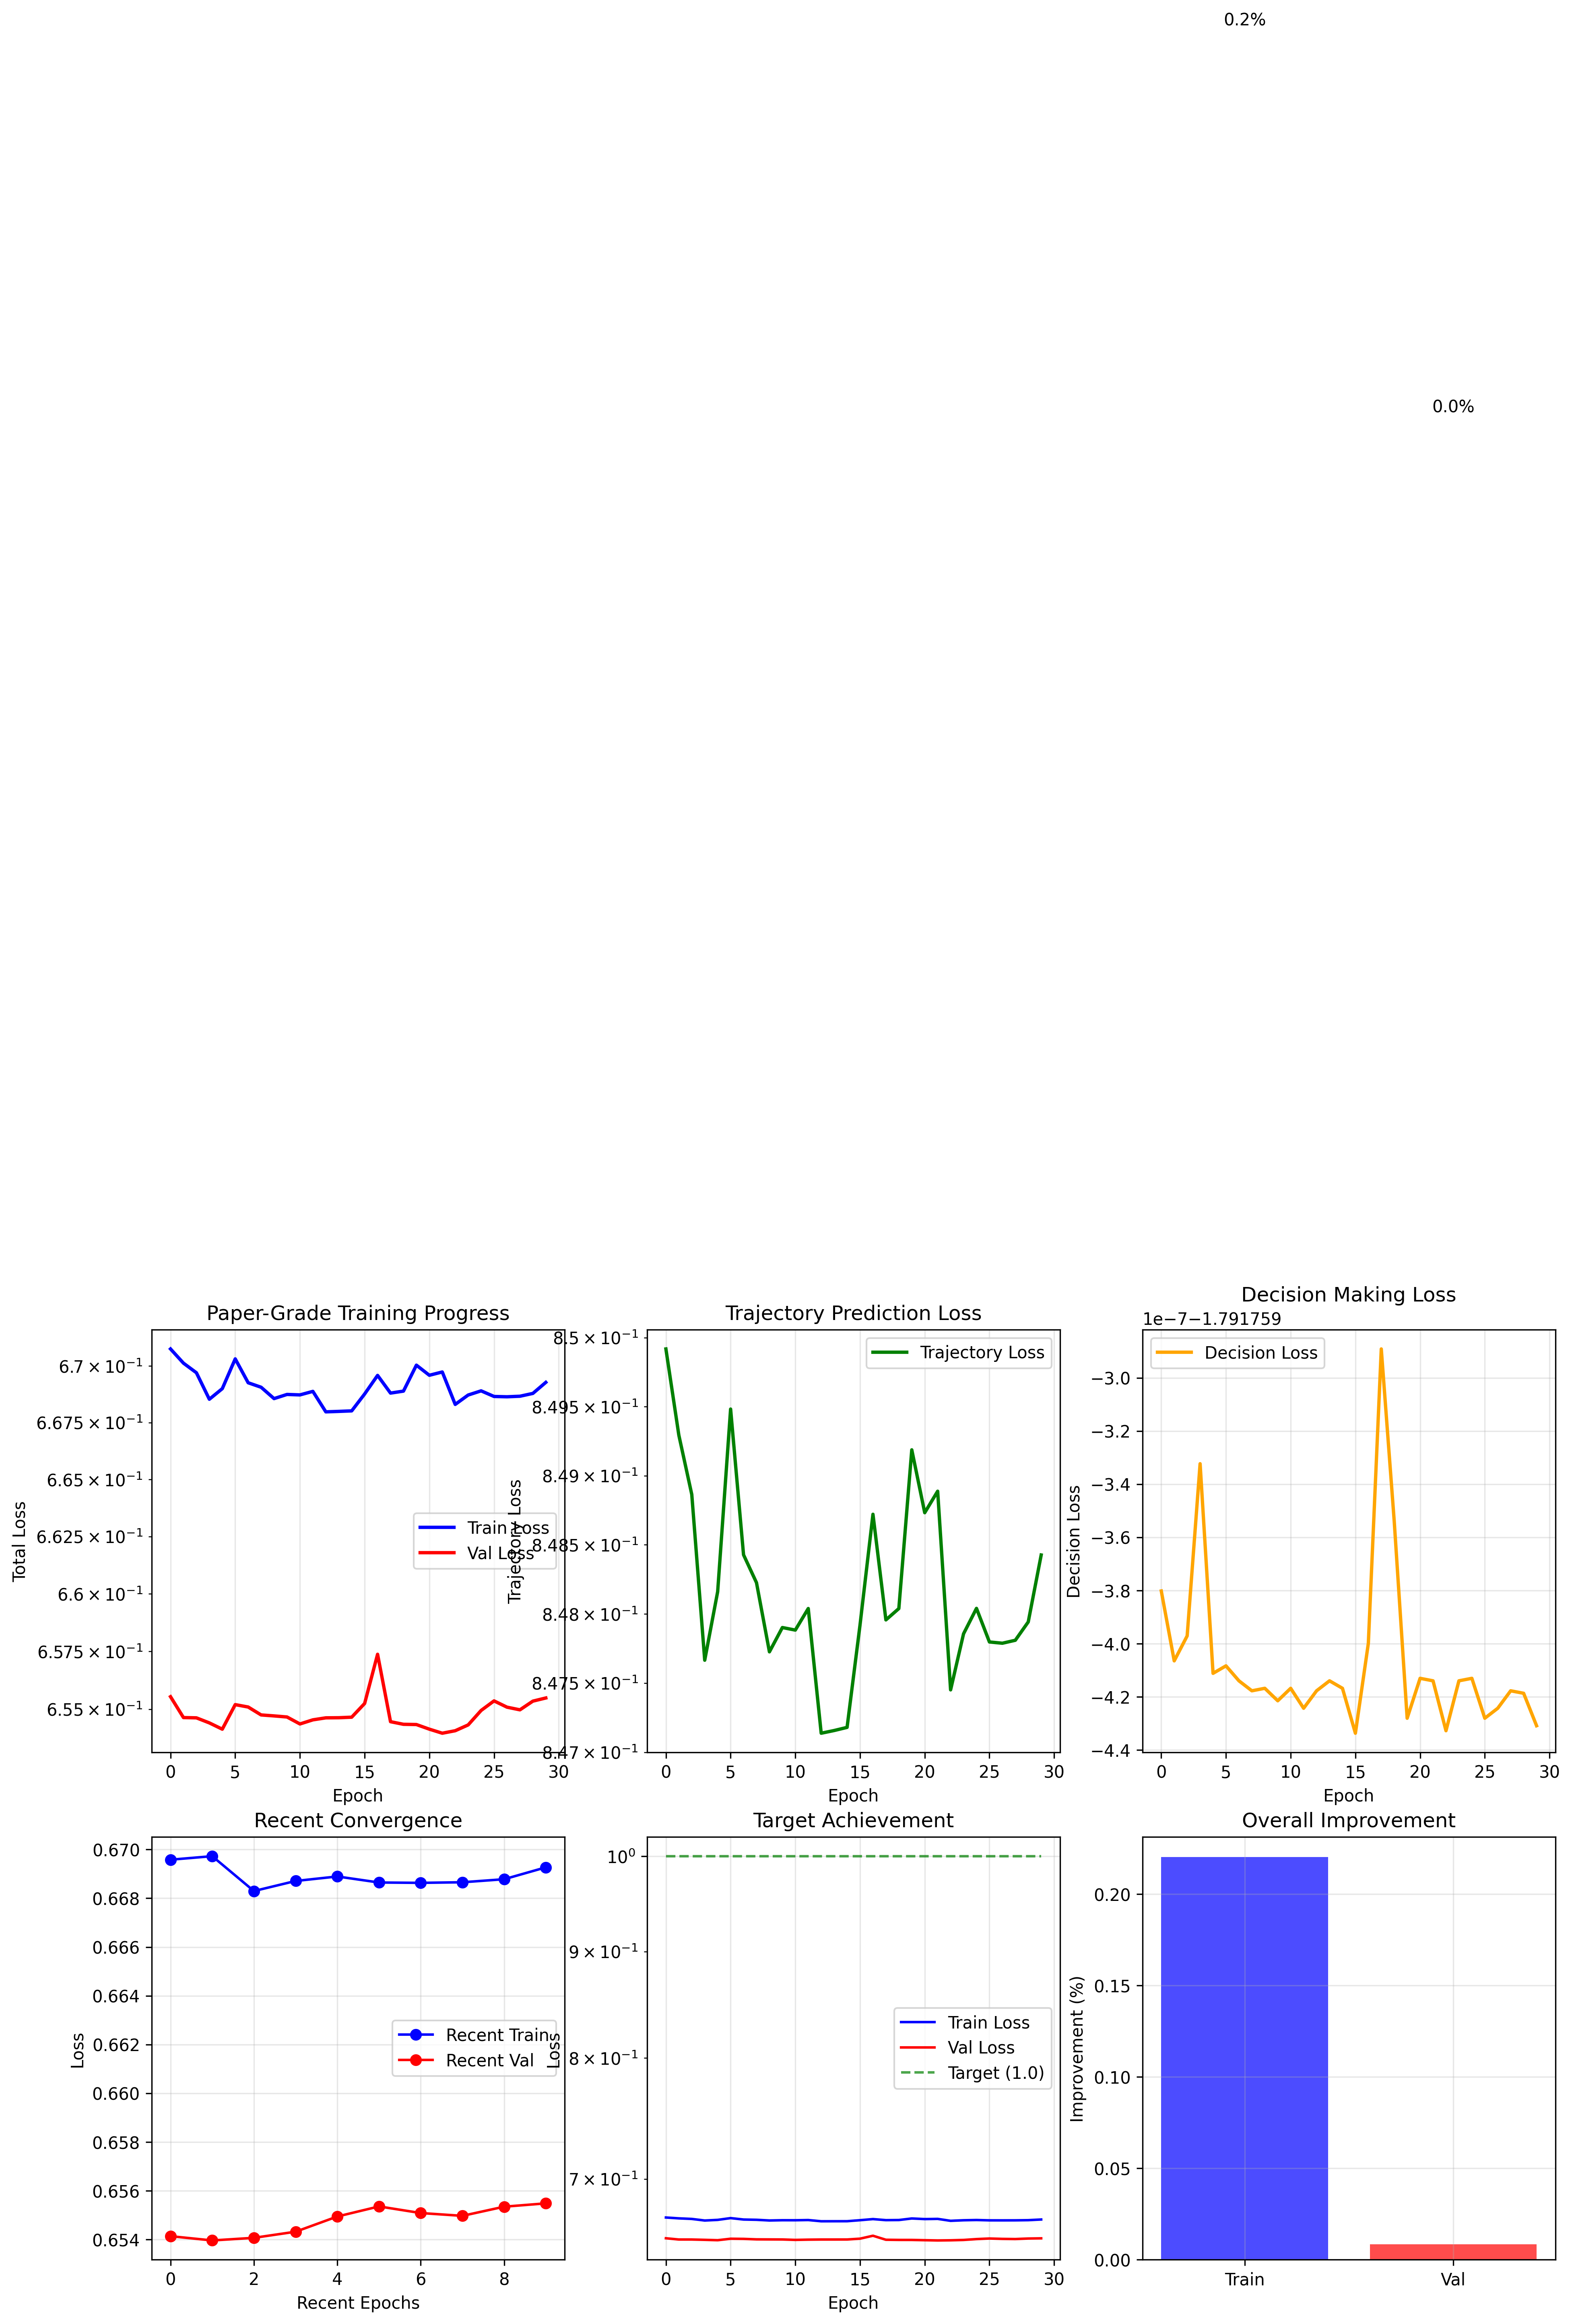 0.2%
0.0%
Paper-Grade Training Progress
6.7 × 10⁻¹
6.675 × 10⁻¹
6.65 × 10⁻¹
6.625 × 10⁻¹
6.6 × 10⁻¹
6.575 × 10⁻¹
6.55 × 10⁻¹
Total Loss
Train Loss
Val Loss
0 5 10 15 20 25 30
Epoch
Trajectory Prediction Loss
8.5 × 10⁻¹
8.495 × 10⁻¹
8.49 × 10⁻¹
8.485 × 10⁻¹
8.48 × 10⁻¹
8.475 × 10⁻¹
8.47 × 10⁻¹
Trajectory Loss
Trajectory Loss
0 5 10 15 20 25 30
Epoch
Decision Making Loss
1e−7−1.791759
−3.0
−3.2
−3.4
−3.6
−3.8
−4.0
−4.2
−4.4
Decision Loss
Decision Loss
0 5 10 15 20 25 30
Epoch
Recent Convergence
0.670
0.668
0.666
0.664
0.662
0.660
0.658
0.656
0.654
Loss
Recent Train
Recent Val
0 2 4 6 8
Recent Epochs
Target Achievement
10⁰
9 × 10⁻¹
8 × 10⁻¹
7 × 10⁻¹
Loss
Train Loss
Val Loss
Target (1.0)
0 5 10 15 20 25 30
Epoch
Overall Improvement
0.20
0.15
0.10
0.05
0.00
Improvement (%)
Train Val